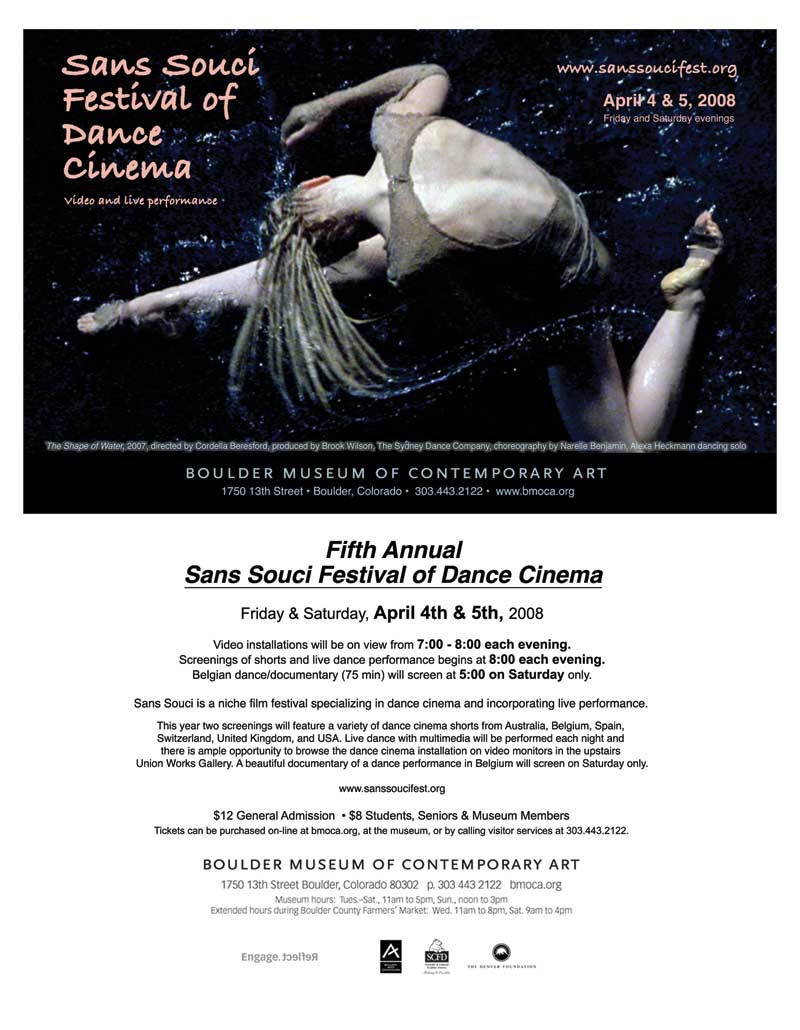 Sans Souci
Festival of
Dance
Cinema
Video and live performance
www.sanssoucifest.org
April 4 & 5, 2008
Friday and Saturday evenings
The Shape of Water, 2007, directed by Cordelia Beresford, produced by Brook Wilson, The Sydney Dance Company, choreography by Narelle Benjamin, Alexa Heckmann dancing solo
BOULDER MUSEUM OF CONTEMPORARY ART
1750 13th Street • Boulder, Colorado • 303.443.2122 • www.bmoca.org
Fifth Annual
Sans Souci Festival of Dance Cinema
Friday & Saturday, April 4th & 5th, 2008
Video installations will be on view from 7:00 - 8:00 each evening.
Screenings of shorts and live dance performance begins at 8:00 each evening.
Belgian dance/documentary (75 min) will screen at 5:00 on Saturday only.
Sans Souci is a niche film festival specializing in dance cinema and incorporating live performance.
This year two screenings will feature a variety of dance cinema shorts from Australia, Belgium, Spain,
Switzerland, United Kingdom, and USA. Live dance with multimedia will be performed each night and
there is ample opportunity to browse the dance cinema installation on video monitors in the upstairs
Union Works Gallery. A beautiful documentary of a dance performance in Belgium will screen on Saturday only.
www.sanssoucifest.org
$12 General Admission • $8 Students, Seniors & Museum Members
Tickets can be purchased on-line at bmoca.org, at the museum, or by calling visitor services at 303.443.2122.
BOULDER MUSEUM OF CONTEMPORARY ART
1750 13th Street Boulder, Colorado 80302 p. 303 443 2122 bmoca.org
Museum hours: Tues.–Sat., 11am to 5pm, Sun., noon to 3pm
Extended hours during Boulder County Farmers' Market: Wed. 11am to 8pm, Sat. 9am to 4pm
Engage. Reflect.
SCFD
THE DENVER FOUNDATION